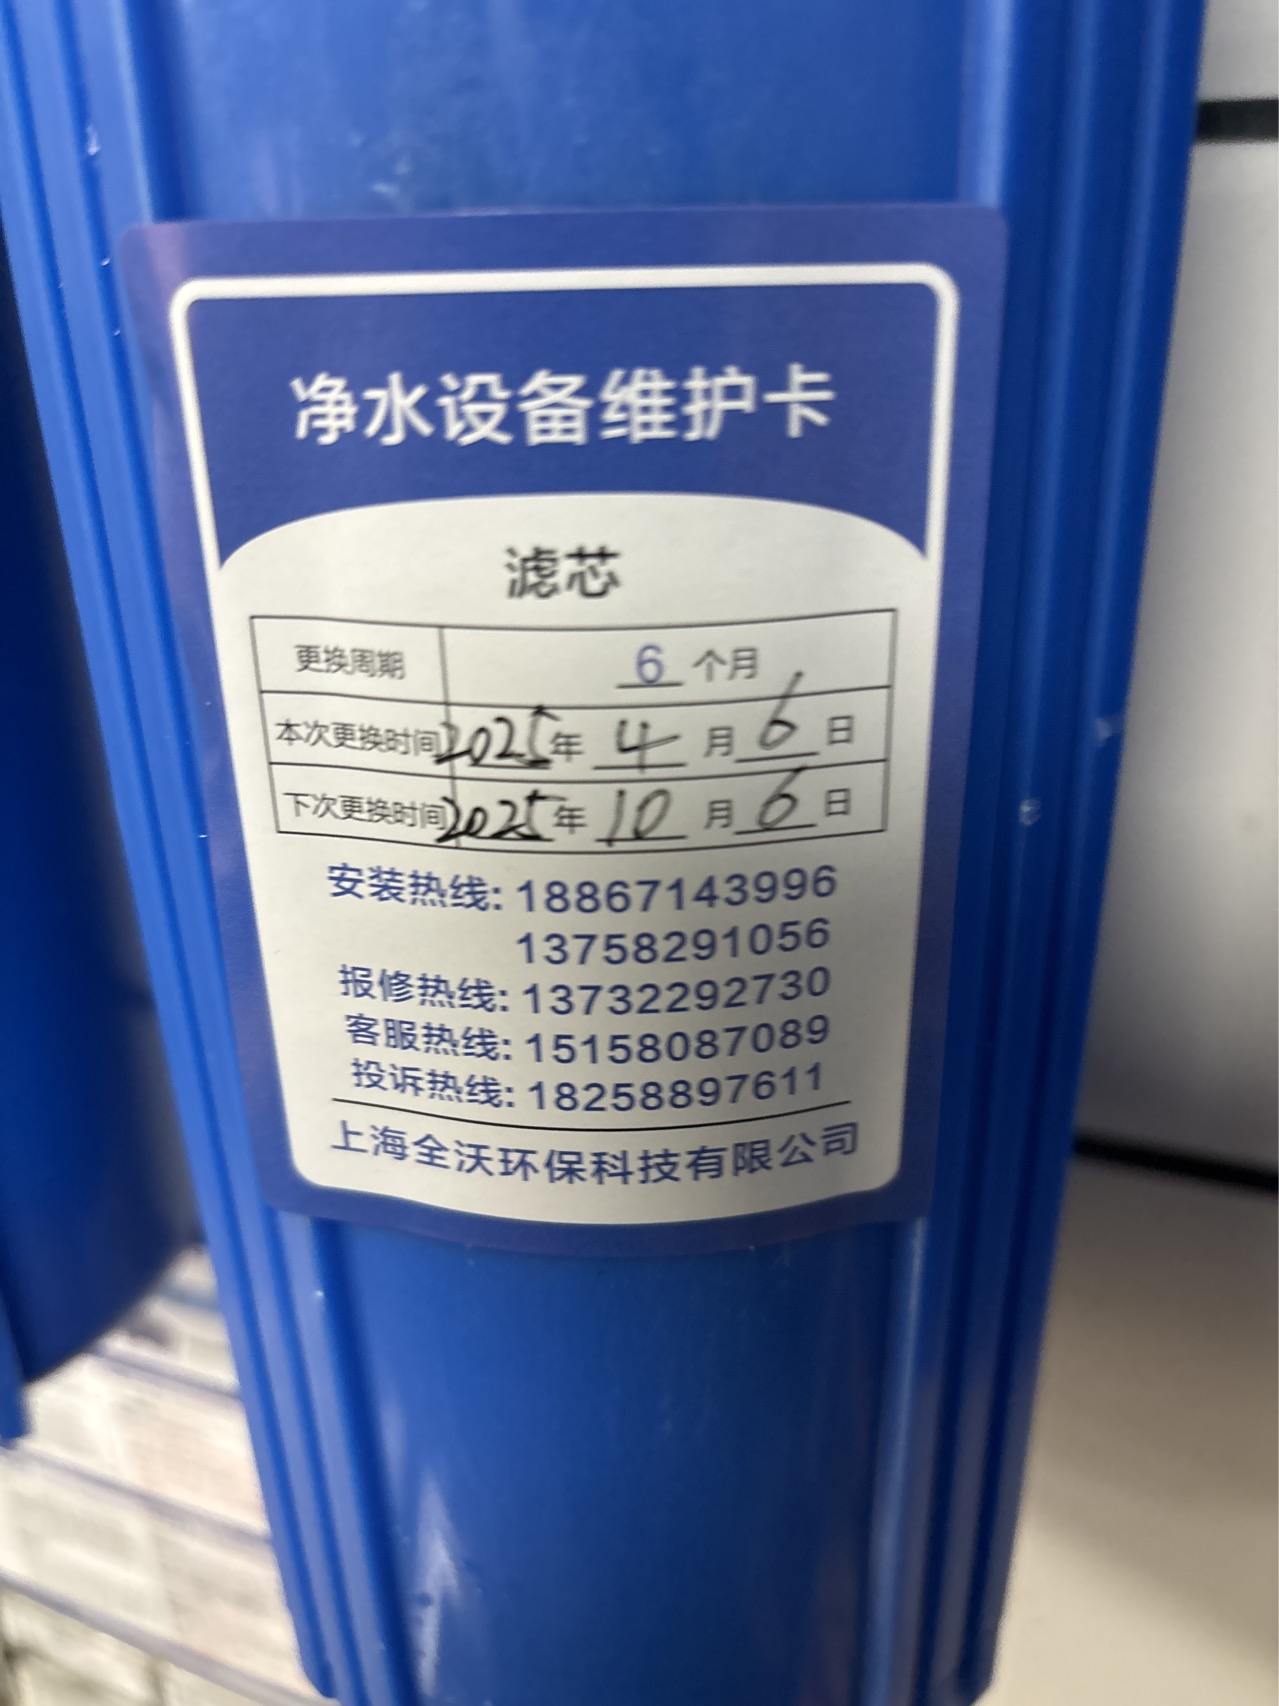 净水设备维护卡
滤芯
更换周期 6 个月
本次更换时间 2025 年 4 月 6 日
下次更换时间 2025 年 10 月 6 日
安装热线: 18867143996
13758291056
报修热线: 13732292730
客服热线: 15158087089
投诉热线: 18258897611
上海全沃环保科技有限公司